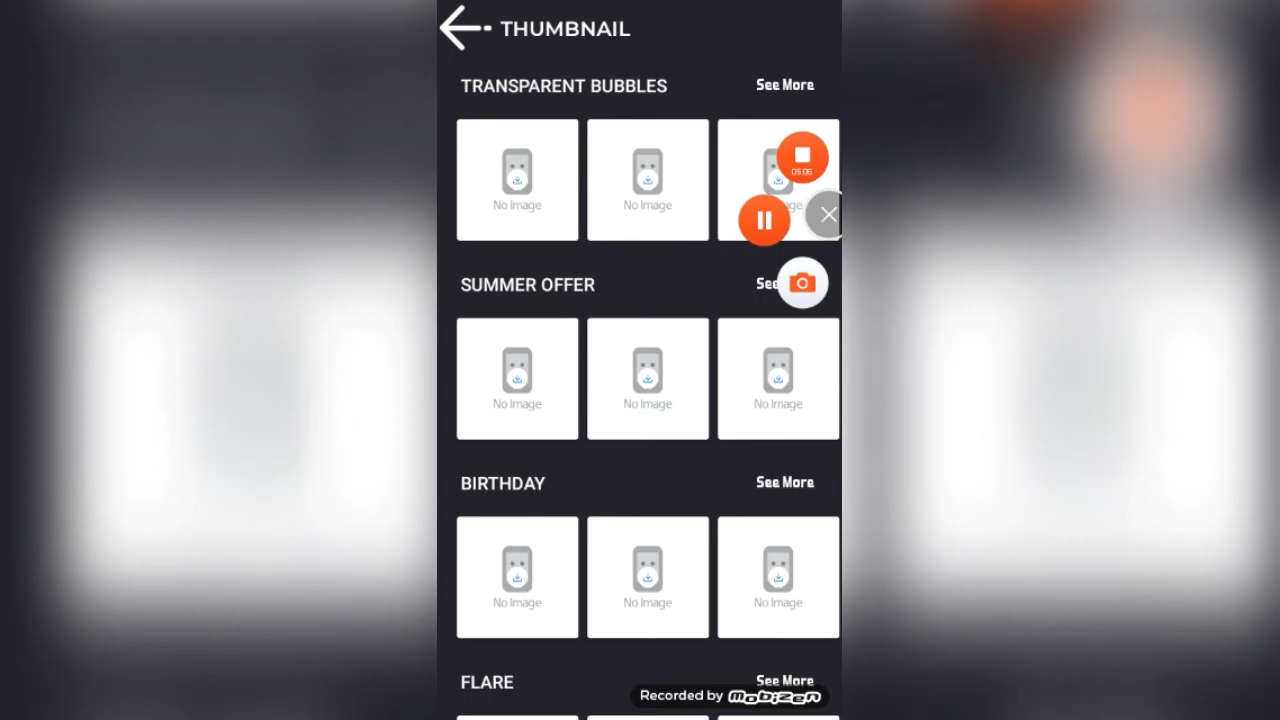 THUMBNAIL
TRANSPARENT BUBBLES See More
No Image No Image
05:06
SUMMER OFFER See
No Image No Image No Image
BIRTHDAY See More
No Image No Image No Image
FLARE See More
Recorded by mobizen